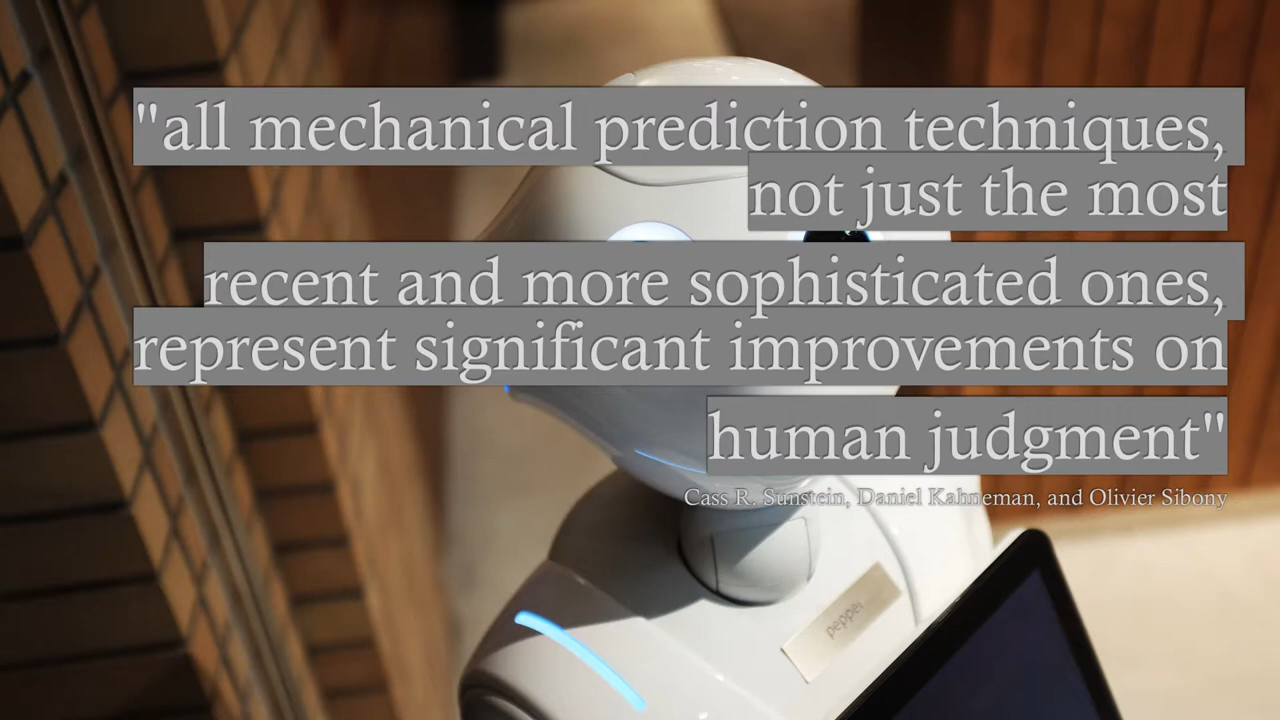 "all mechanical prediction techniques,
not just the most
recent and more sophisticated ones,
represent significant improvements on
human judgment"
Cass R. Sunstein, Daniel Kahneman, and Olivier Sibony
pepper